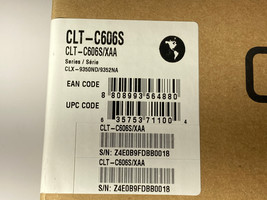 CLT-C606S
CLT-C606S/XAA
Series / Série
CLX-9350ND/9352NA
EAN CODE
8 808993 564880
UPC CODE
6 35753 71100 4
CLT-C606S/XAA
S/N: Z4E0B9FDBB0018
CLT-C606S/XAA
S/N: Z4E0B9FDBB0018